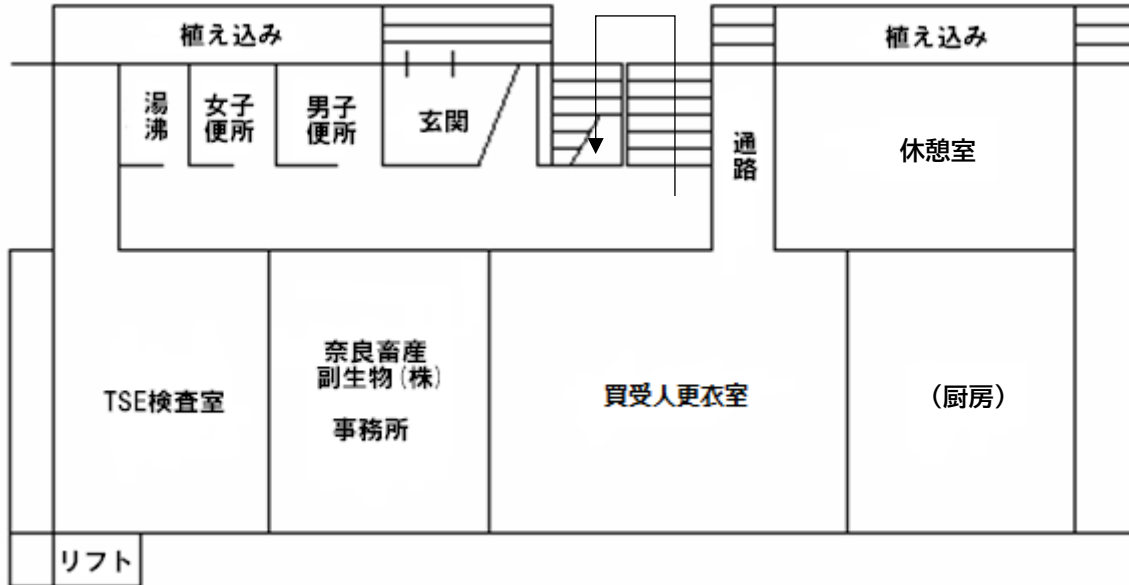 植え込み
植え込み
湯沸
女子
便所
男子
便所
玄関
通路
休憩室
奈良畜産
副生物(株)
事務所
TSE検査室
買受人更衣室
（厨房）
リフト